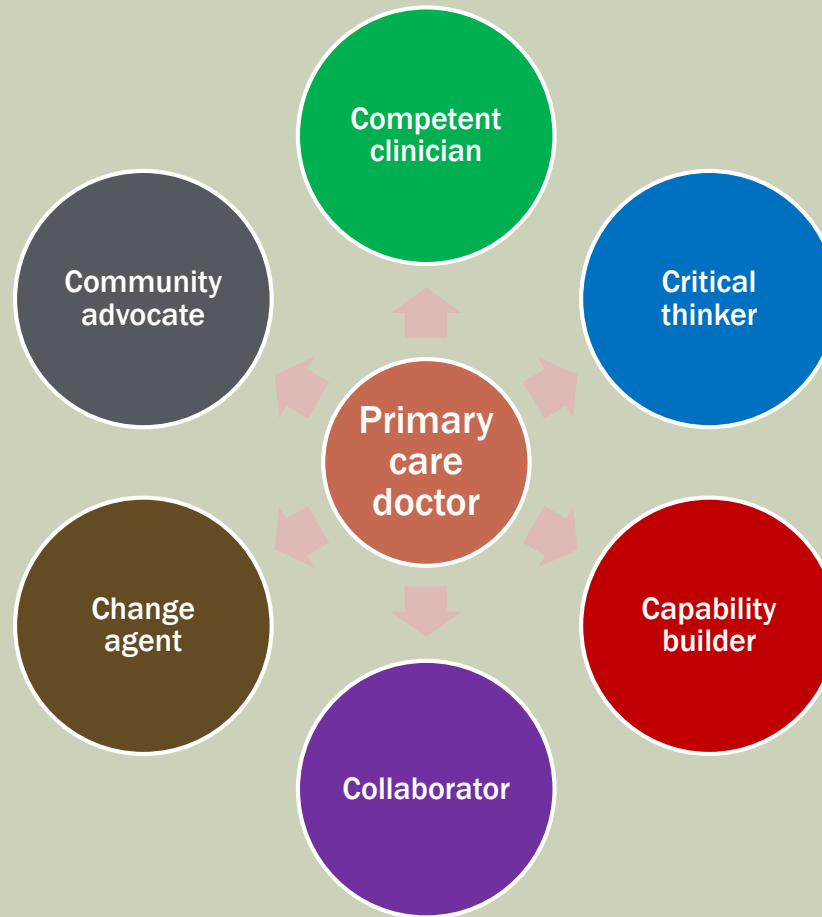 Competent
clinician
Community
advocate
Critical
thinker
Primary
care
doctor
Change
agent
Capability
builder
Collaborator